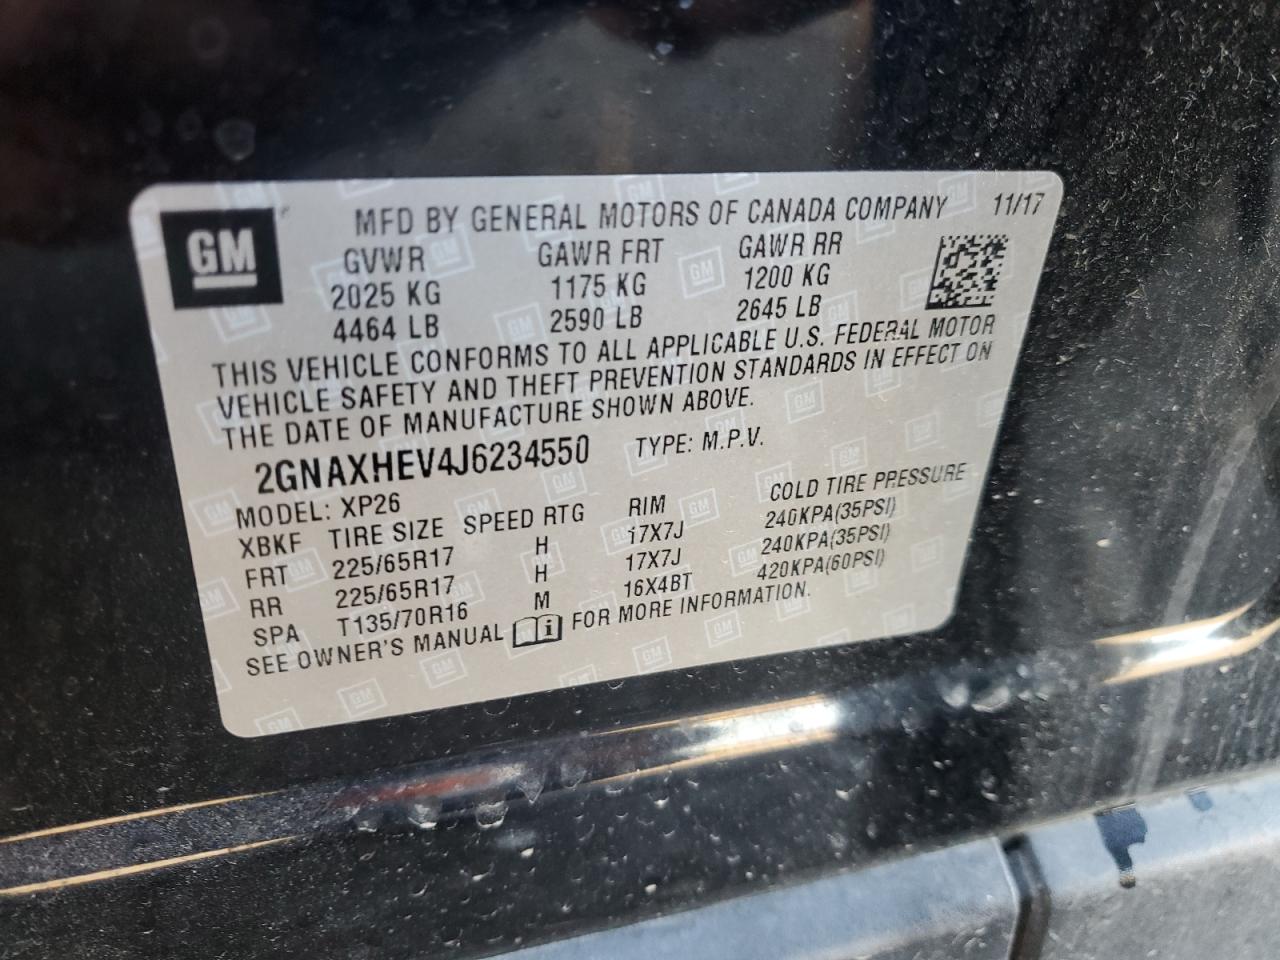 GM
MFD BY GENERAL MOTORS OF CANADA COMPANY 11/17
GVWR GAWR FRT GAWR RR
2025 KG 1175 KG 1200 KG
4464 LB 2590 LB 2645 LB
THIS VEHICLE CONFORMS TO ALL APPLICABLE U.S. FEDERAL MOTOR
VEHICLE SAFETY AND THEFT PREVENTION STANDARDS IN EFFECT ON
THE DATE OF MANUFACTURE SHOWN ABOVE.
2GNAXHEV4J6234550 TYPE: M.P.V.
MODEL: XP26
XBKF TIRE SIZE SPEED RTG RIM COLD TIRE PRESSURE
FRT 225/65R17 H 17X7J 240KPA(35PSI)
RR 225/65R17 H 17X7J 240KPA(35PSI)
SPA T135/70R16 M 16X4BT 420KPA(60PSI)
SEE OWNER'S MANUAL i FOR MORE INFORMATION.